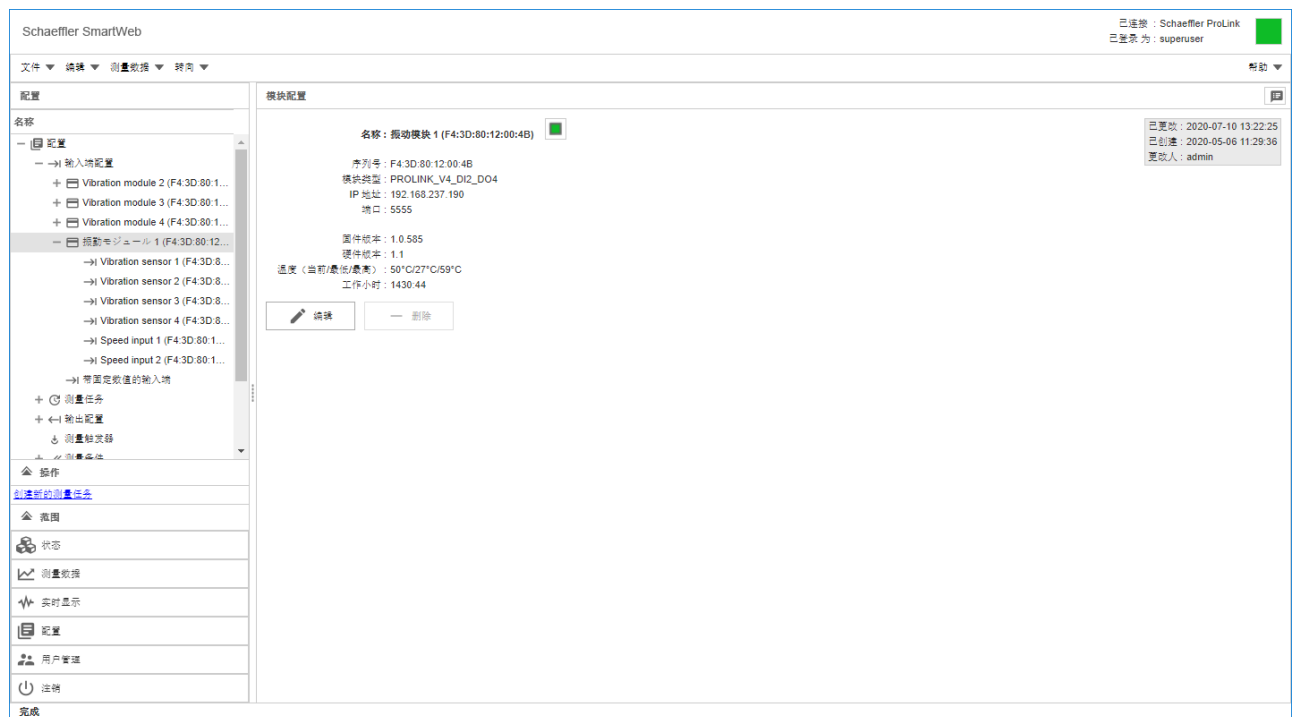 Schaeffler SmartWeb
已连接 : Schaeffler ProLink
已登录 为 : superuser
文件 编辑 测量数据 转向 帮助
配置
名称
配置
输入端配置
Vibration module 2 (F4:3D:80:1...
Vibration module 3 (F4:3D:80:1...
Vibration module 4 (F4:3D:80:1...
振動モジュール 1 (F4:3D:80:12...
Vibration sensor 1 (F4:3D:8...
Vibration sensor 2 (F4:3D:8...
Vibration sensor 3 (F4:3D:8...
Vibration sensor 4 (F4:3D:8...
Speed input 1 (F4:3D:80:1...
Speed input 2 (F4:3D:80:1...
带固定数值的输入端
测量任务
输出配置
测量触发器
测量条件
操作
创建新的测量任务
范围
状态
测量数据
实时显示
配置
用户管理
注销
完成
模块配置
名称 : 振动模块 1 (F4:3D:80:12:00:4B)
序列号 : F4:3D:80:12:00:4B
模块类型 : PROLINK_V4_DI2_DO4
IP 地址 : 192.168.237.190
端口 : 5555
固件版本 : 1.0.585
硬件版本 : 1.1
温度（当前/最低/最高） : 50°C/27°C/59°C
工作小时 : 1430:44
编辑
删除
已更改 : 2020-07-10 13:22:25
已创建 : 2020-05-06 11:29:36
更改人 : admin